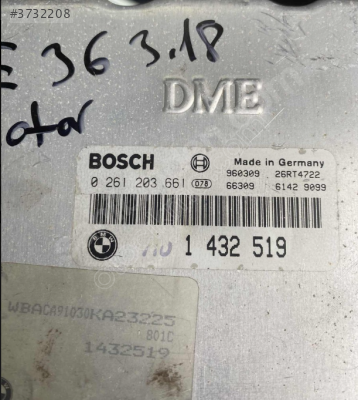 #3732208
E 36 3.18
DME
BOSCH
Made in Germany
0 261 203 661 D78
960309 26RT4722
66309 6142 9099
1 432 519
WBACA91030KA23225
801C
1432519